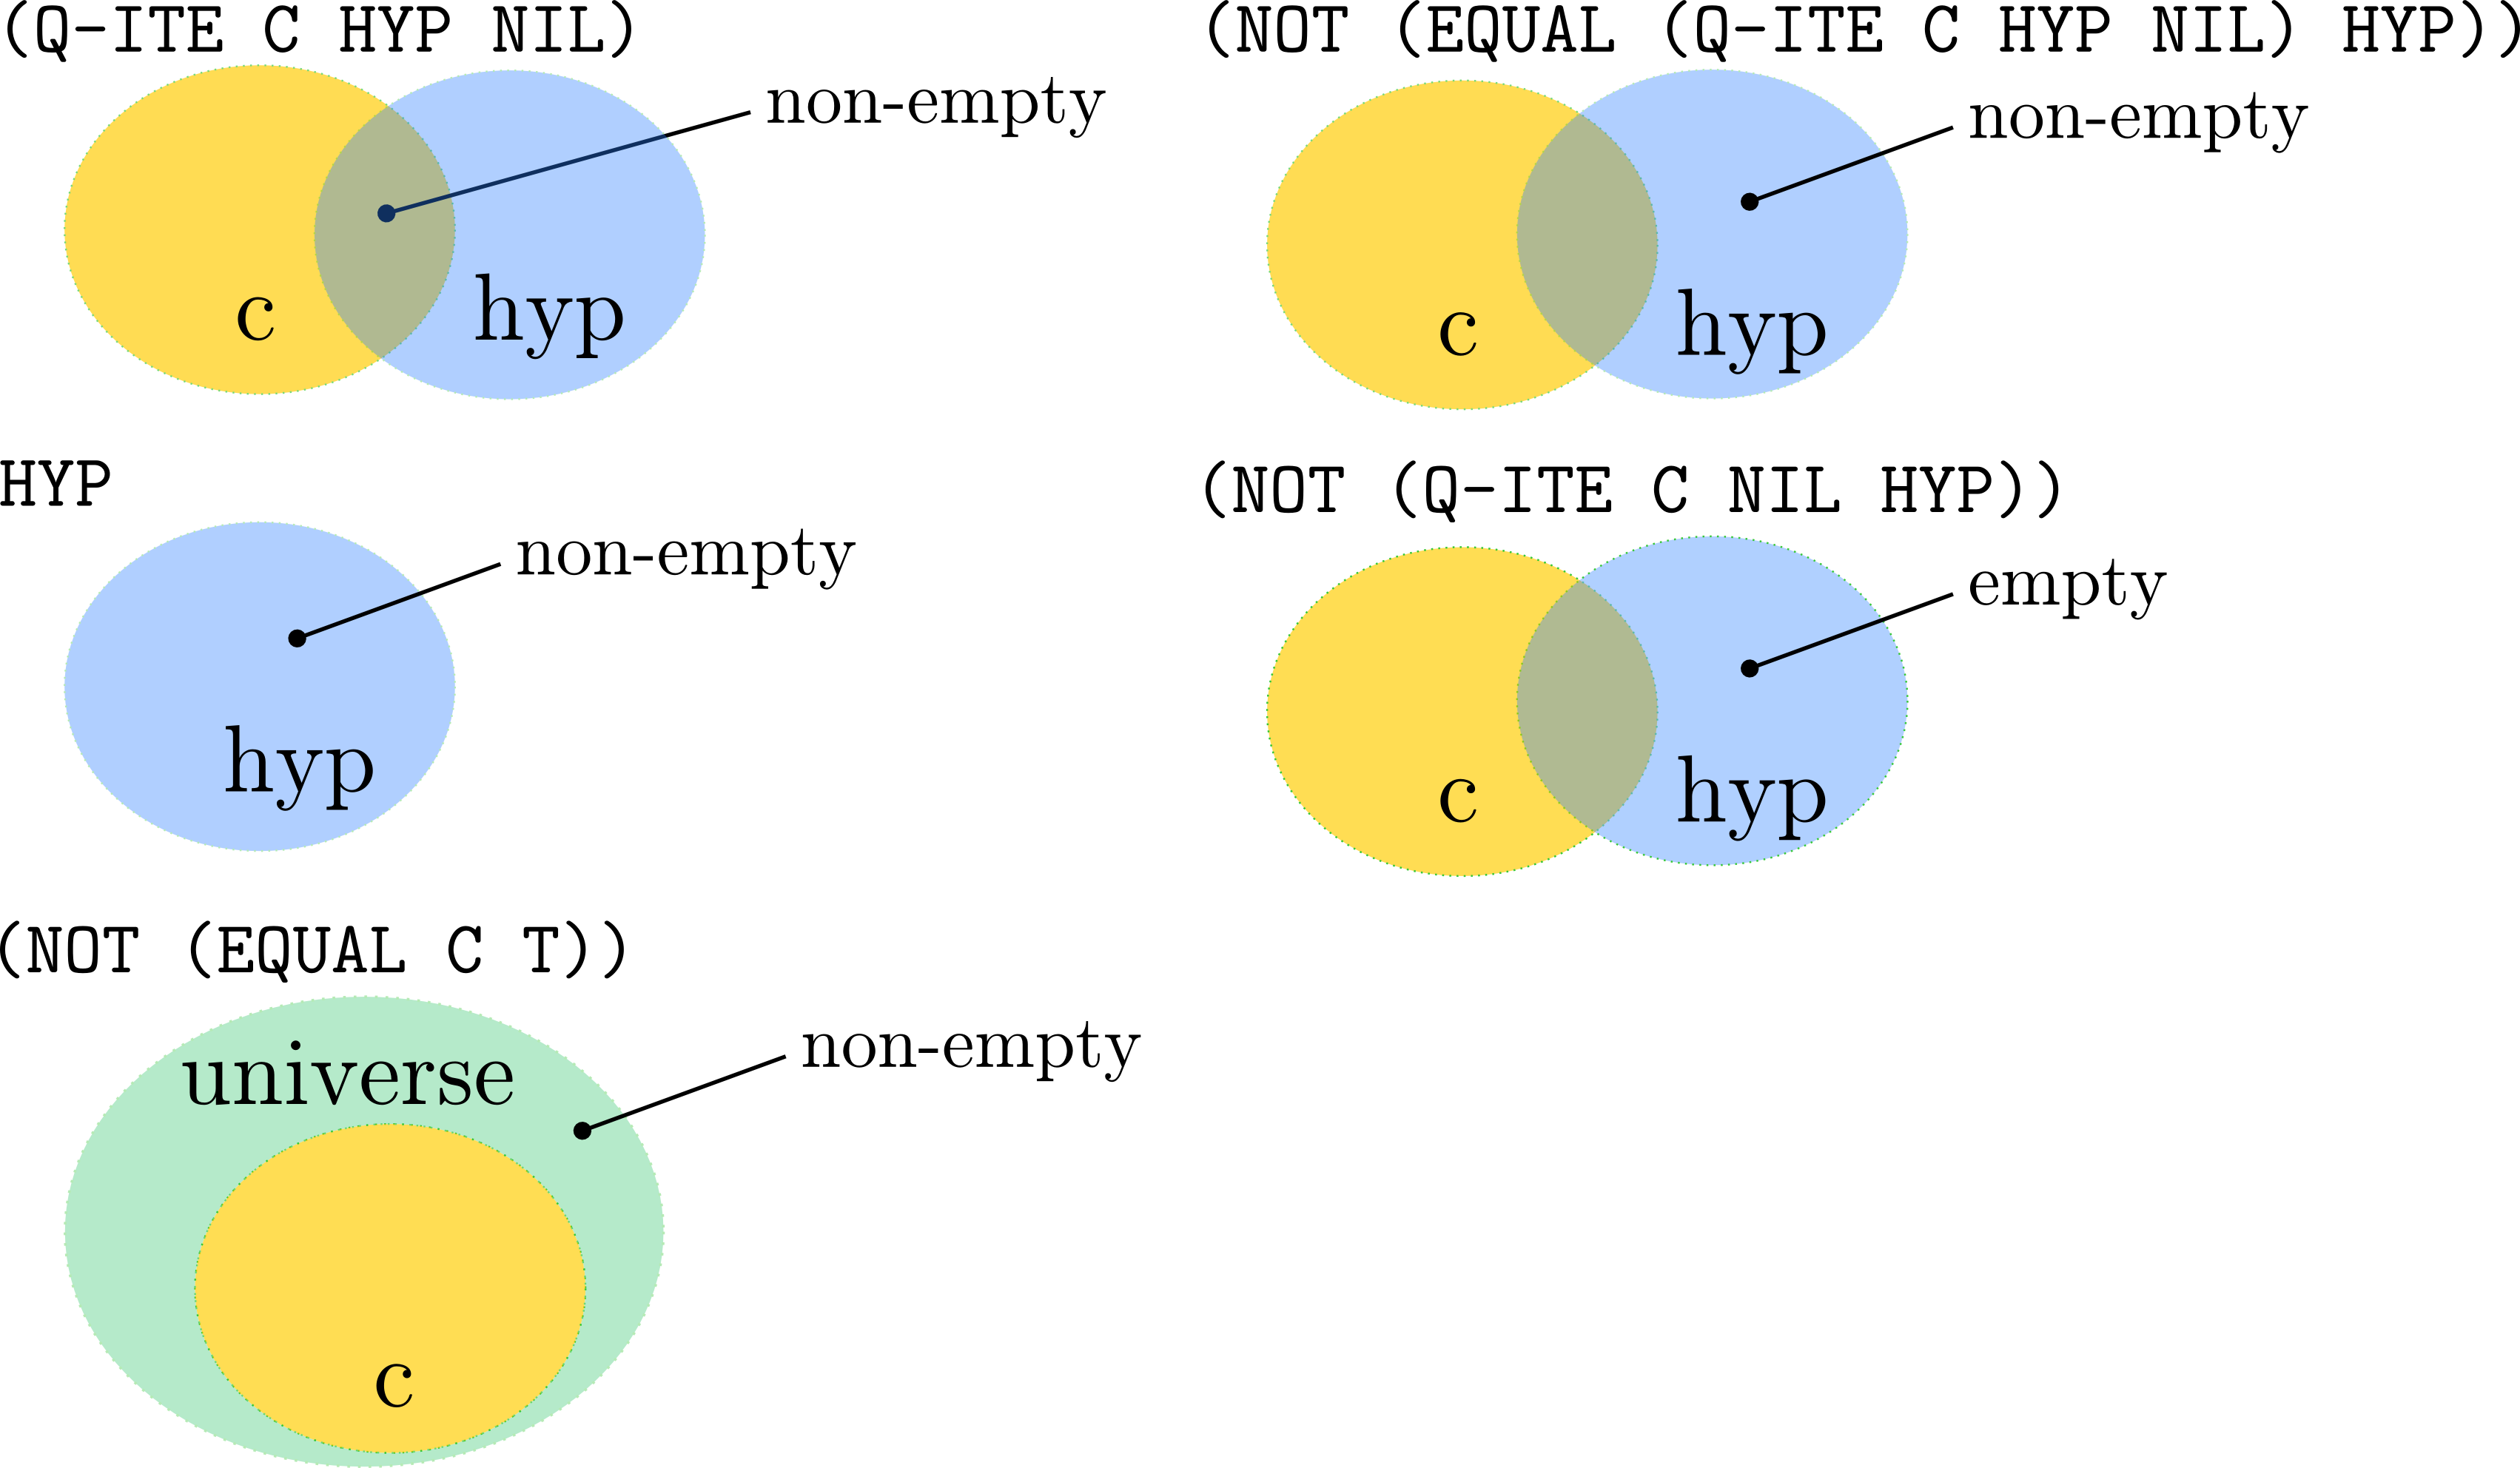 (Q-ITE C HYP NIL)
non-empty
c
hyp
(NOT (EQUAL (Q-ITE C HYP NIL) HYP))
non-empty
c
hyp
HYP
non-empty
hyp
(NOT (Q-ITE C NIL HYP))
empty
c
hyp
(NOT (EQUAL C T))
universe
non-empty
c